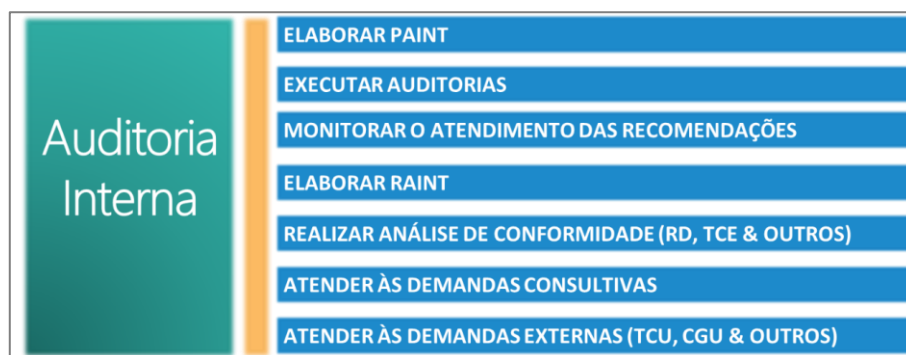 Auditoria
Interna
ELABORAR PAINT
EXECUTAR AUDITORIAS
MONITORAR O ATENDIMENTO DAS RECOMENDAÇÕES
ELABORAR RAINT
REALIZAR ANÁLISE DE CONFORMIDADE (RD, TCE & OUTROS)
ATENDER ÀS DEMANDAS CONSULTIVAS
ATENDER ÀS DEMANDAS EXTERNAS (TCU, CGU & OUTROS)